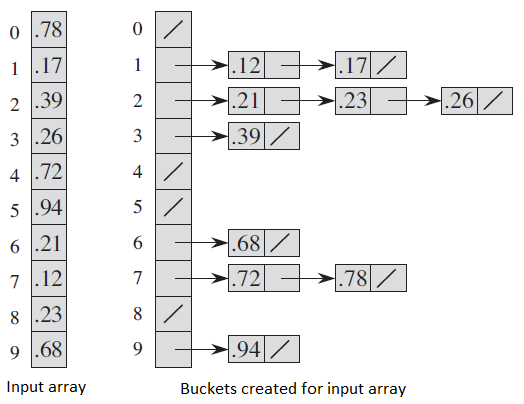 0 .78 0
1 .17 1 .12 .17
2 .39 2 .21 .23 .26
3 .26 3 .39
4 .72 4
5 .94 5
6 .21 6 .68
7 .12 7 .72 .78
8 .23 8
9 .68 9 .94
Input array Buckets created for input array